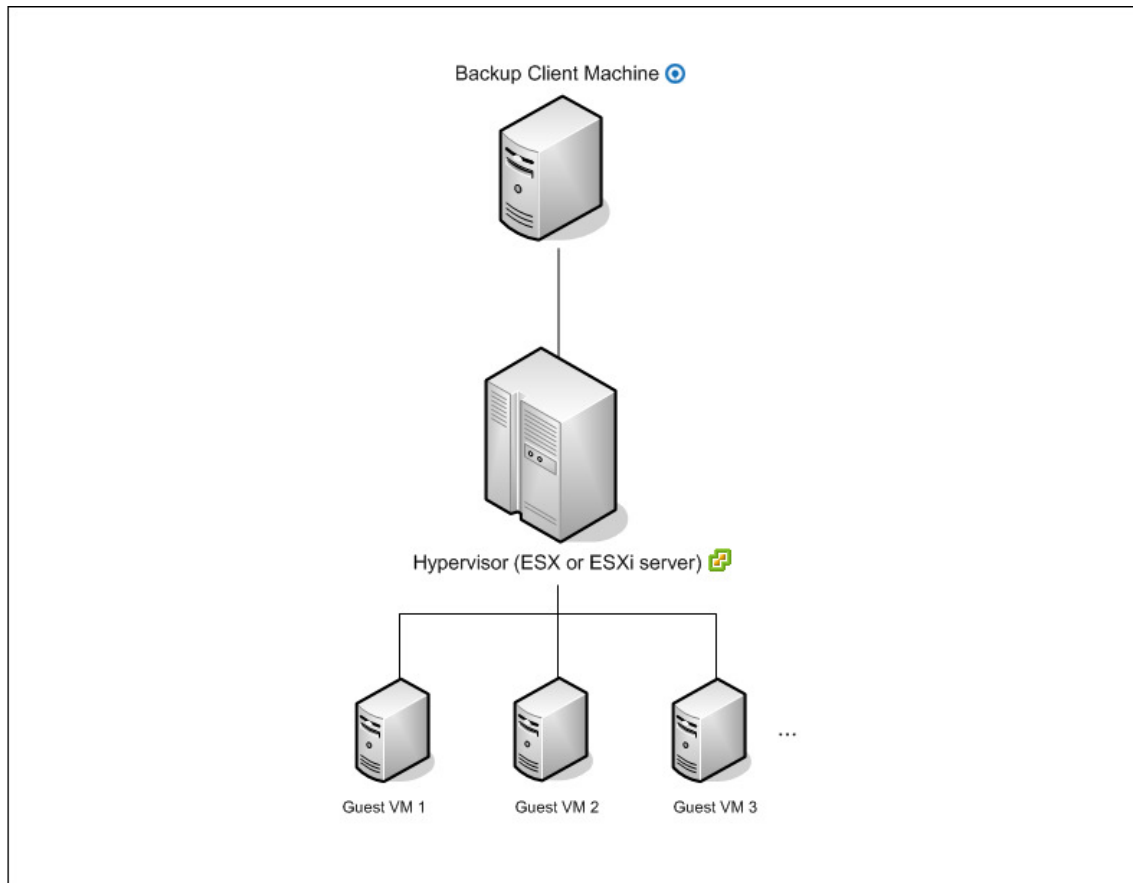 Backup Client Machine
Hypervisor (ESX or ESXi server)
...
Guest VM 1
Guest VM 2
Guest VM 3